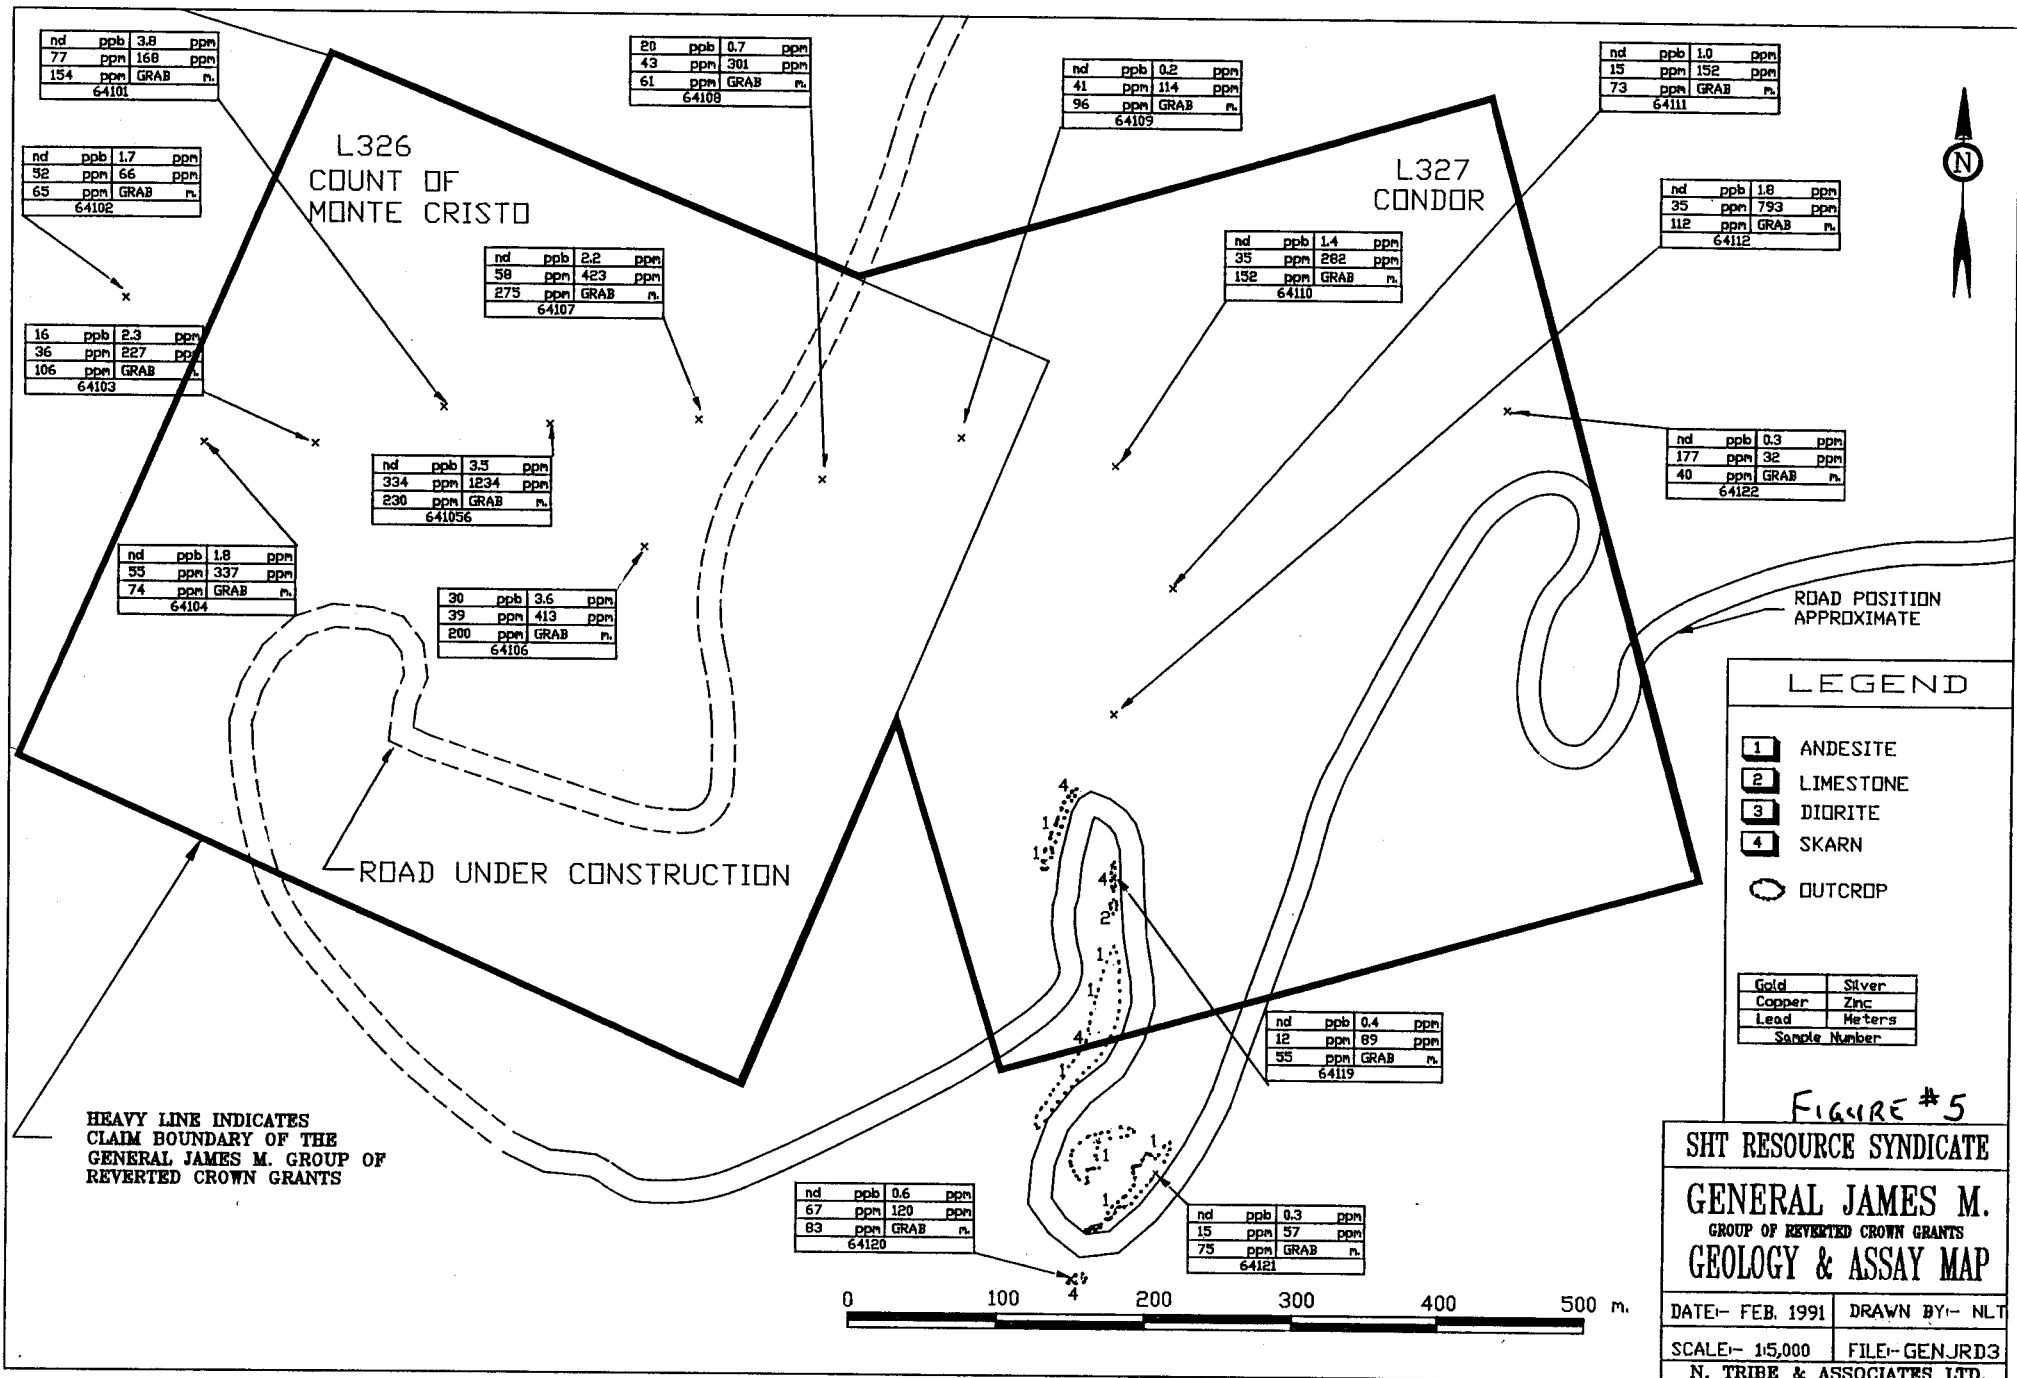 nd ppb 3.8 ppm
77 ppm 168 ppm
154 ppm GRAB m.
64101
20 ppb 0.7 ppm
43 ppm 301 ppm
61 ppm GRAB m.
64108
nd ppb 0.2 ppm
41 ppm 114 ppm
96 ppm GRAB m.
64109
nd ppb 1.0 ppm
15 ppm 152 ppm
73 ppm GRAB m.
64111
N
L326
COUNT OF
MONTE CRISTO
L327
CONDOR
nd ppb 1.7 ppm
52 ppm 66 ppm
65 ppm GRAB m.
64102
nd ppb 1.8 ppm
35 ppm 793 ppm
112 ppm GRAB m.
64112
nd ppb 2.2 ppm
58 ppm 423 ppm
275 ppm GRAB m.
64107
nd ppb 1.4 ppm
35 ppm 282 ppm
152 ppm GRAB m.
64110
16 ppb 2.3 ppm
36 ppm 227 ppm
106 ppm GRAB m.
64103
nd ppb 3.5 ppm
334 ppm 1234 ppm
230 ppm GRAB m.
641056
nd ppb 0.3 ppm
177 ppm 32 ppm
40 ppm GRAB m.
64122
nd ppb 1.8 ppm
55 ppm 337 ppm
74 ppm GRAB m.
64104
30 ppb 3.6 ppm
39 ppm 413 ppm
200 ppm GRAB m.
64106
ROAD POSITION
APPROXIMATE
LEGEND
1 ANDESITE
2 LIMESTONE
3 DIORITE
4 SKARN
OUTCROP
4
1
1
4
2
1
1
4
1
1
1
1
4
ROAD UNDER CONSTRUCTION
Gold Silver
Copper Zinc
Lead Meters
Sample Number
nd ppb 0.4 ppm
12 ppm 89 ppm
55 ppm GRAB m.
64119
HEAVY LINE INDICATES
CLAIM BOUNDARY OF THE
GENERAL JAMES M. GROUP OF
REVERTED CROWN GRANTS
nd ppb 0.6 ppm
67 ppm 120 ppm
83 ppm GRAB m.
64120
nd ppb 0.3 ppm
15 ppm 57 ppm
75 ppm GRAB m.
64121
0 100 200 300 400 500 m.
FIGURE #5
SHT RESOURCE SYNDICATE
GENERAL JAMES M.
GROUP OF REVERTED CROWN GRANTS
GEOLOGY & ASSAY MAP
DATE:- FEB. 1991 DRAWN BY:- NLT
SCALE:- 1:5,000 FILE:- GENJRD3
N. TRIBE & ASSOCIATES LTD.